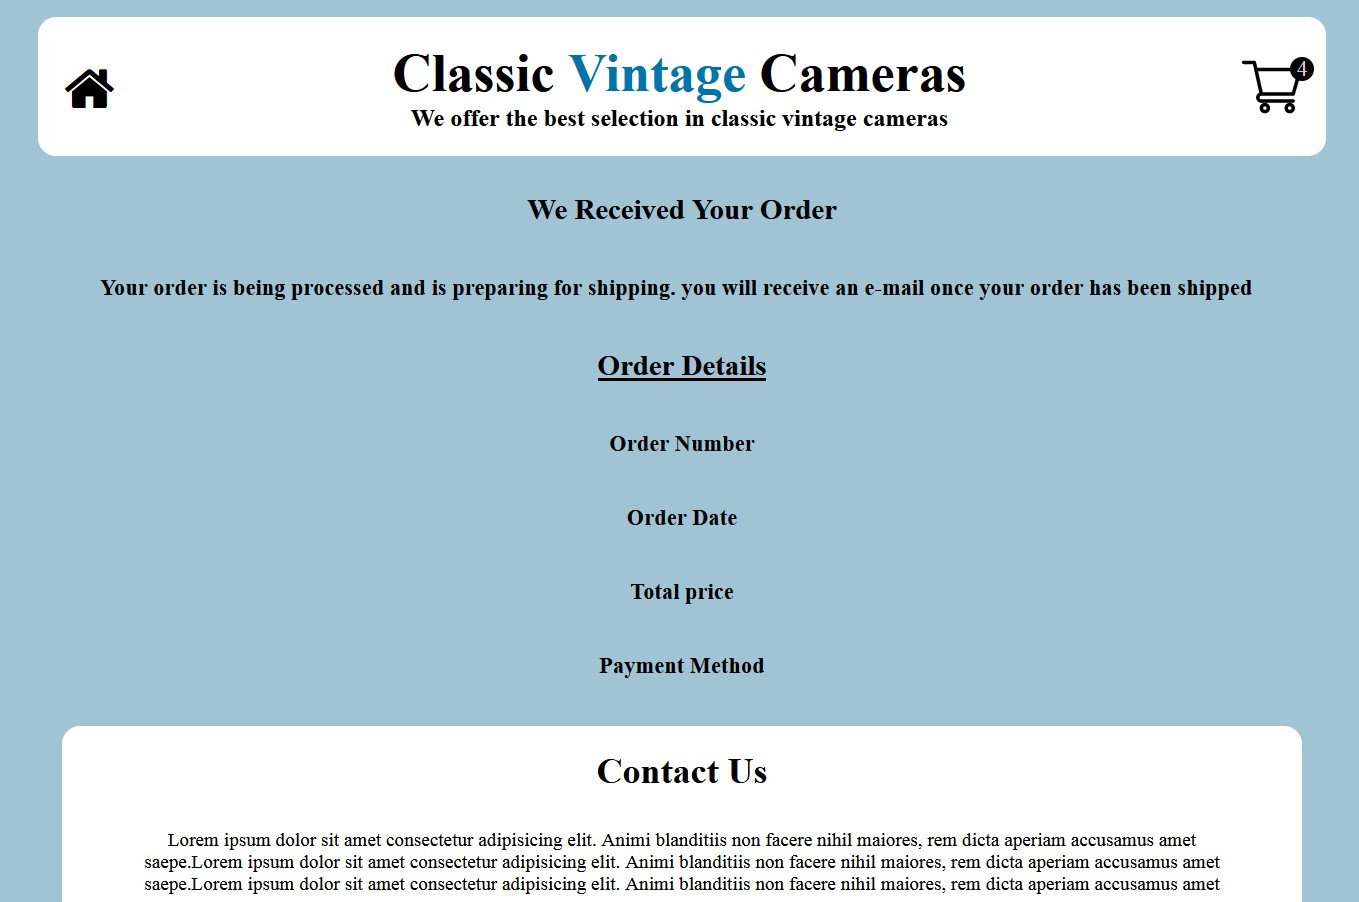 Classic Vintage Cameras
4
We offer the best selection in classic vintage cameras
We Received Your Order
Your order is being processed and is preparing for shipping. you will receive an e-mail once your order has been shipped
Order Details
Order Number
Order Date
Total price
Payment Method
Contact Us
Lorem ipsum dolor sit amet consectetur adipisicing elit. Animi blanditiis non facere nihil maiores, rem dicta aperiam accusamus amet
saepe.Lorem ipsum dolor sit amet consectetur adipisicing elit. Animi blanditiis non facere nihil maiores, rem dicta aperiam accusamus amet
saepe.Lorem ipsum dolor sit amet consectetur adipisicing elit. Animi blanditiis non facere nihil maiores, rem dicta aperiam accusamus amet